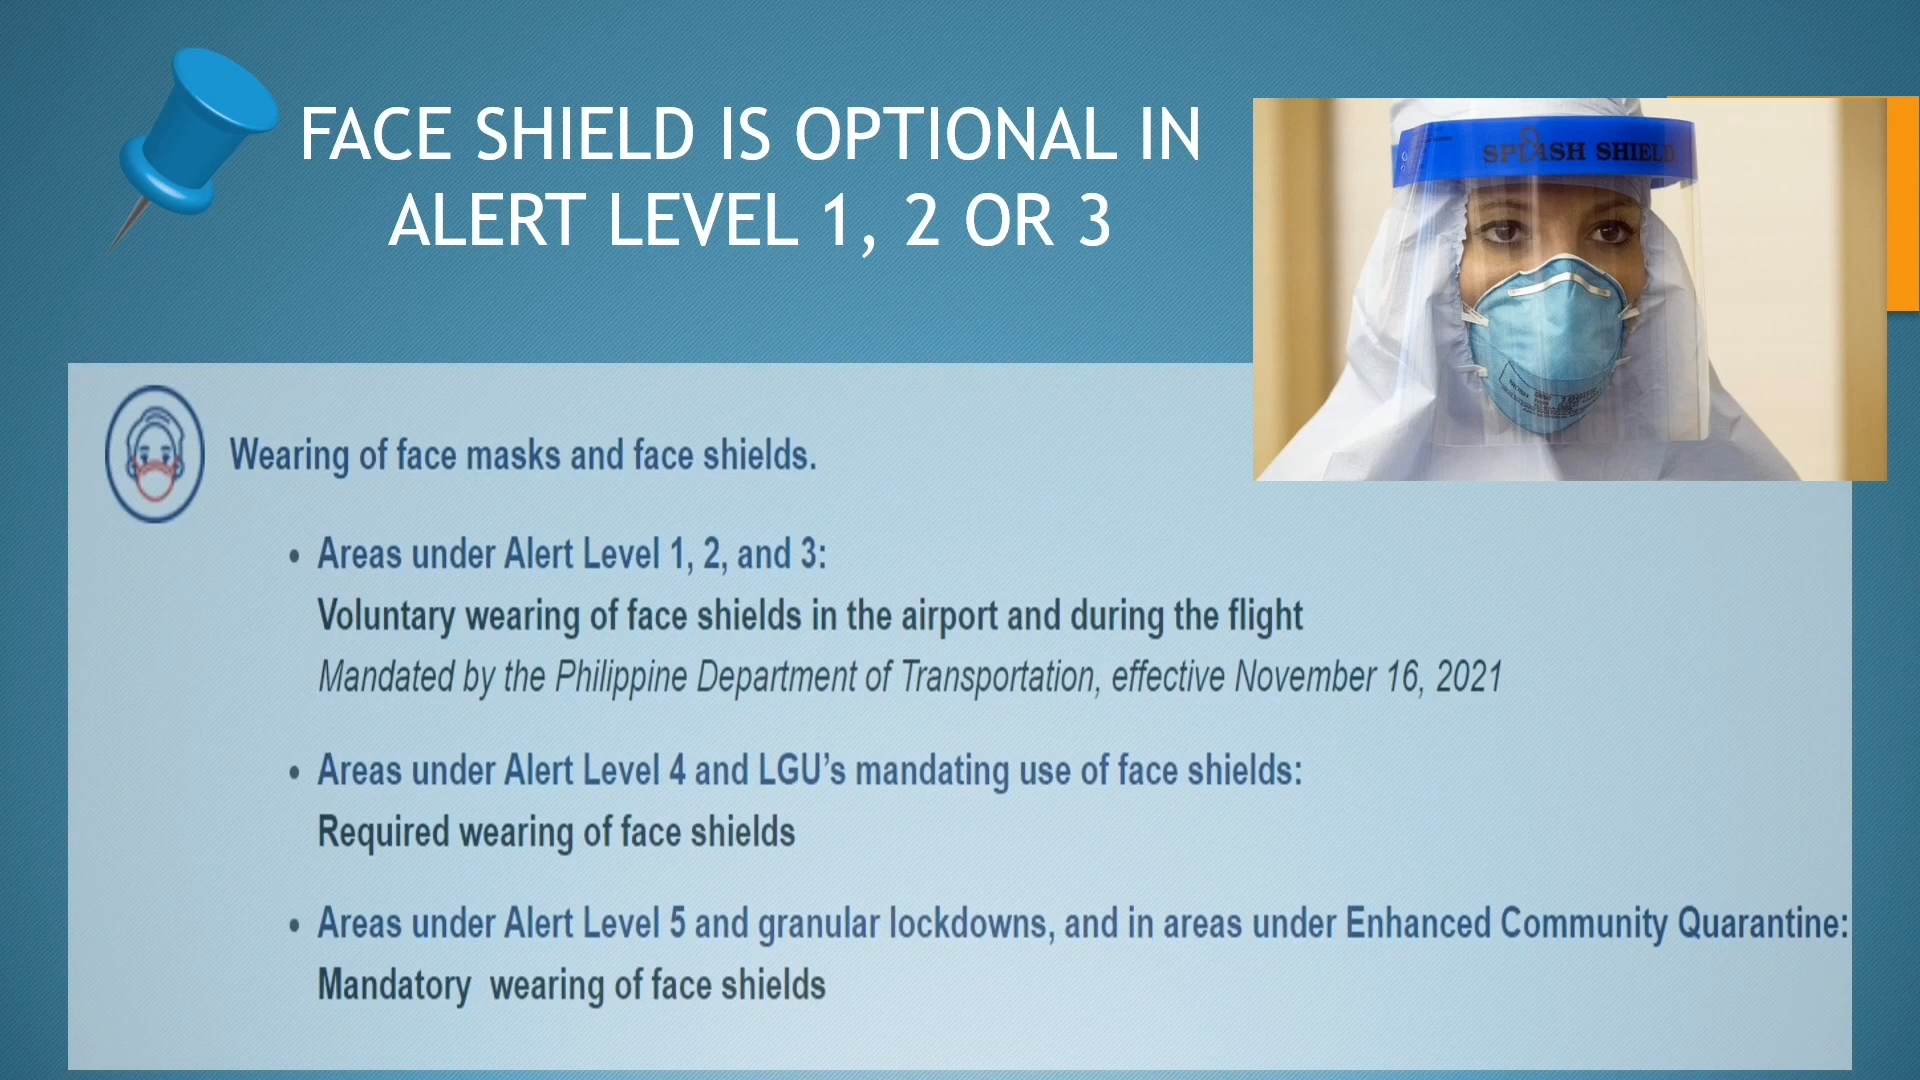 FACE SHIELD IS OPTIONAL IN
ALERT LEVEL 1, 2 OR 3
SPLASH SHIELD
Wearing of face masks and face shields.
• Areas under Alert Level 1, 2, and 3:
Voluntary wearing of face shields in the airport and during the flight
Mandated by the Philippine Department of Transportation, effective November 16, 2021
• Areas under Alert Level 4 and LGU’s mandating use of face shields:
Required wearing of face shields
• Areas under Alert Level 5 and granular lockdowns, and in areas under Enhanced Community Quarantine:
Mandatory wearing of face shields